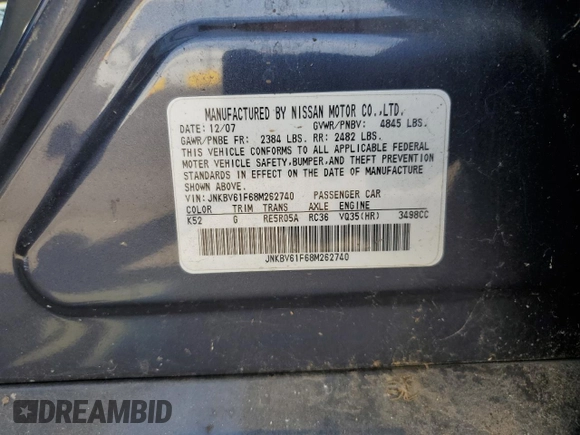 MANUFACTURED BY NISSAN MOTOR CO.,LTD.
DATE: 12/07 - - GVWR/PNBV: 4845 LBS.
GAWR/PNBE FR: 2384 LBS. RR: 2482 LBS.
THIS VEHICLE CONFORMS TO ALL APPLICABLE FEDERAL
MOTOR VEHICLE SAFETY,BUMPER,AND THEFT PREVENTION
STANDARDS IN EFFECT ON THE DATE OF MANUFACTURE
SHOWN ABOVE.
VIN:JNKBV61F68M262740 PASSENGER CAR
COLOR TRIM TRANS AXLE ENGINE
K52 G RE5R05A RC36 VQ35(HR) 3498CC
JNKBV61F68M262740
DREAMBID